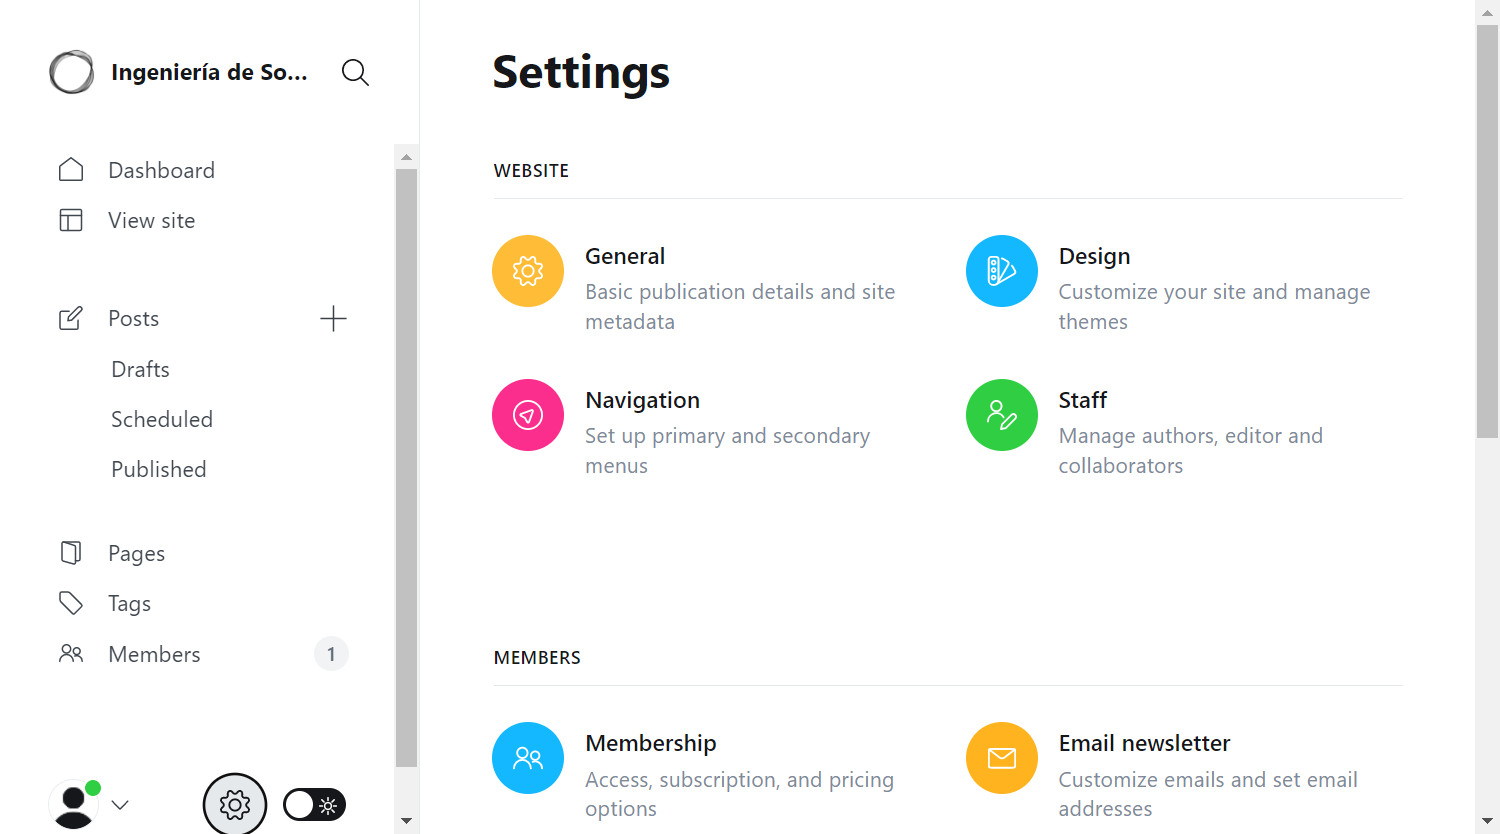 Ingeniería de So...
Dashboard
View site
Posts
Drafts
Scheduled
Published
Pages
Tags
Members
1
Settings
WEBSITE
General
Basic publication details and site
metadata
Design
Customize your site and manage
themes
Navigation
Set up primary and secondary
menus
Staff
Manage authors, editor and
collaborators
MEMBERS
Membership
Access, subscription, and pricing
options
Email newsletter
Customize emails and set email
addresses